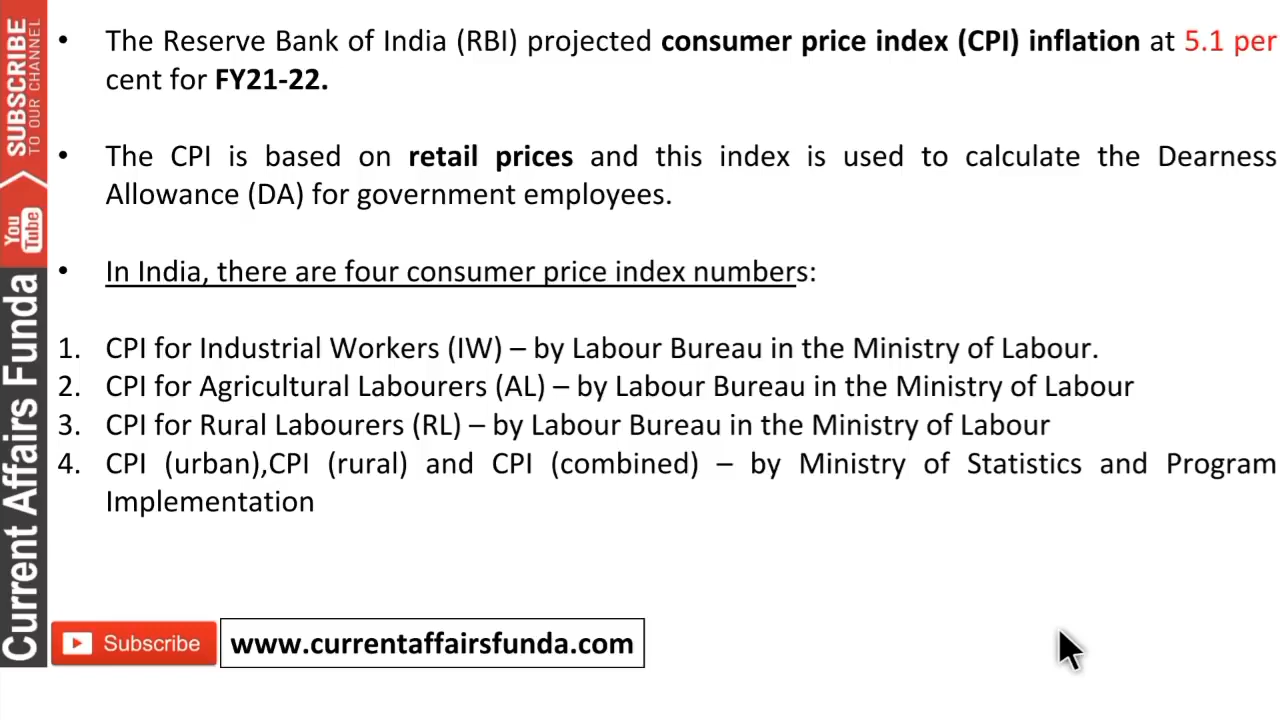 • The Reserve Bank of India (RBI) projected consumer price index (CPI) inflation at 5.1 per
cent for FY21-22.
• The CPI is based on retail prices and this index is used to calculate the Dearness
Allowance (DA) for government employees.
• In India, there are four consumer price index numbers:
1. CPI for Industrial Workers (IW) – by Labour Bureau in the Ministry of Labour.
2. CPI for Agricultural Labourers (AL) – by Labour Bureau in the Ministry of Labour
3. CPI for Rural Labourers (RL) – by Labour Bureau in the Ministry of Labour
4. CPI (urban),CPI (rural) and CPI (combined) – by Ministry of Statistics and Program
Implementation
SUBSCRIBE
TO OUR CHANNEL
You
Tube
Current Affairs Funda
Subscribe
www.currentaffairsfunda.com